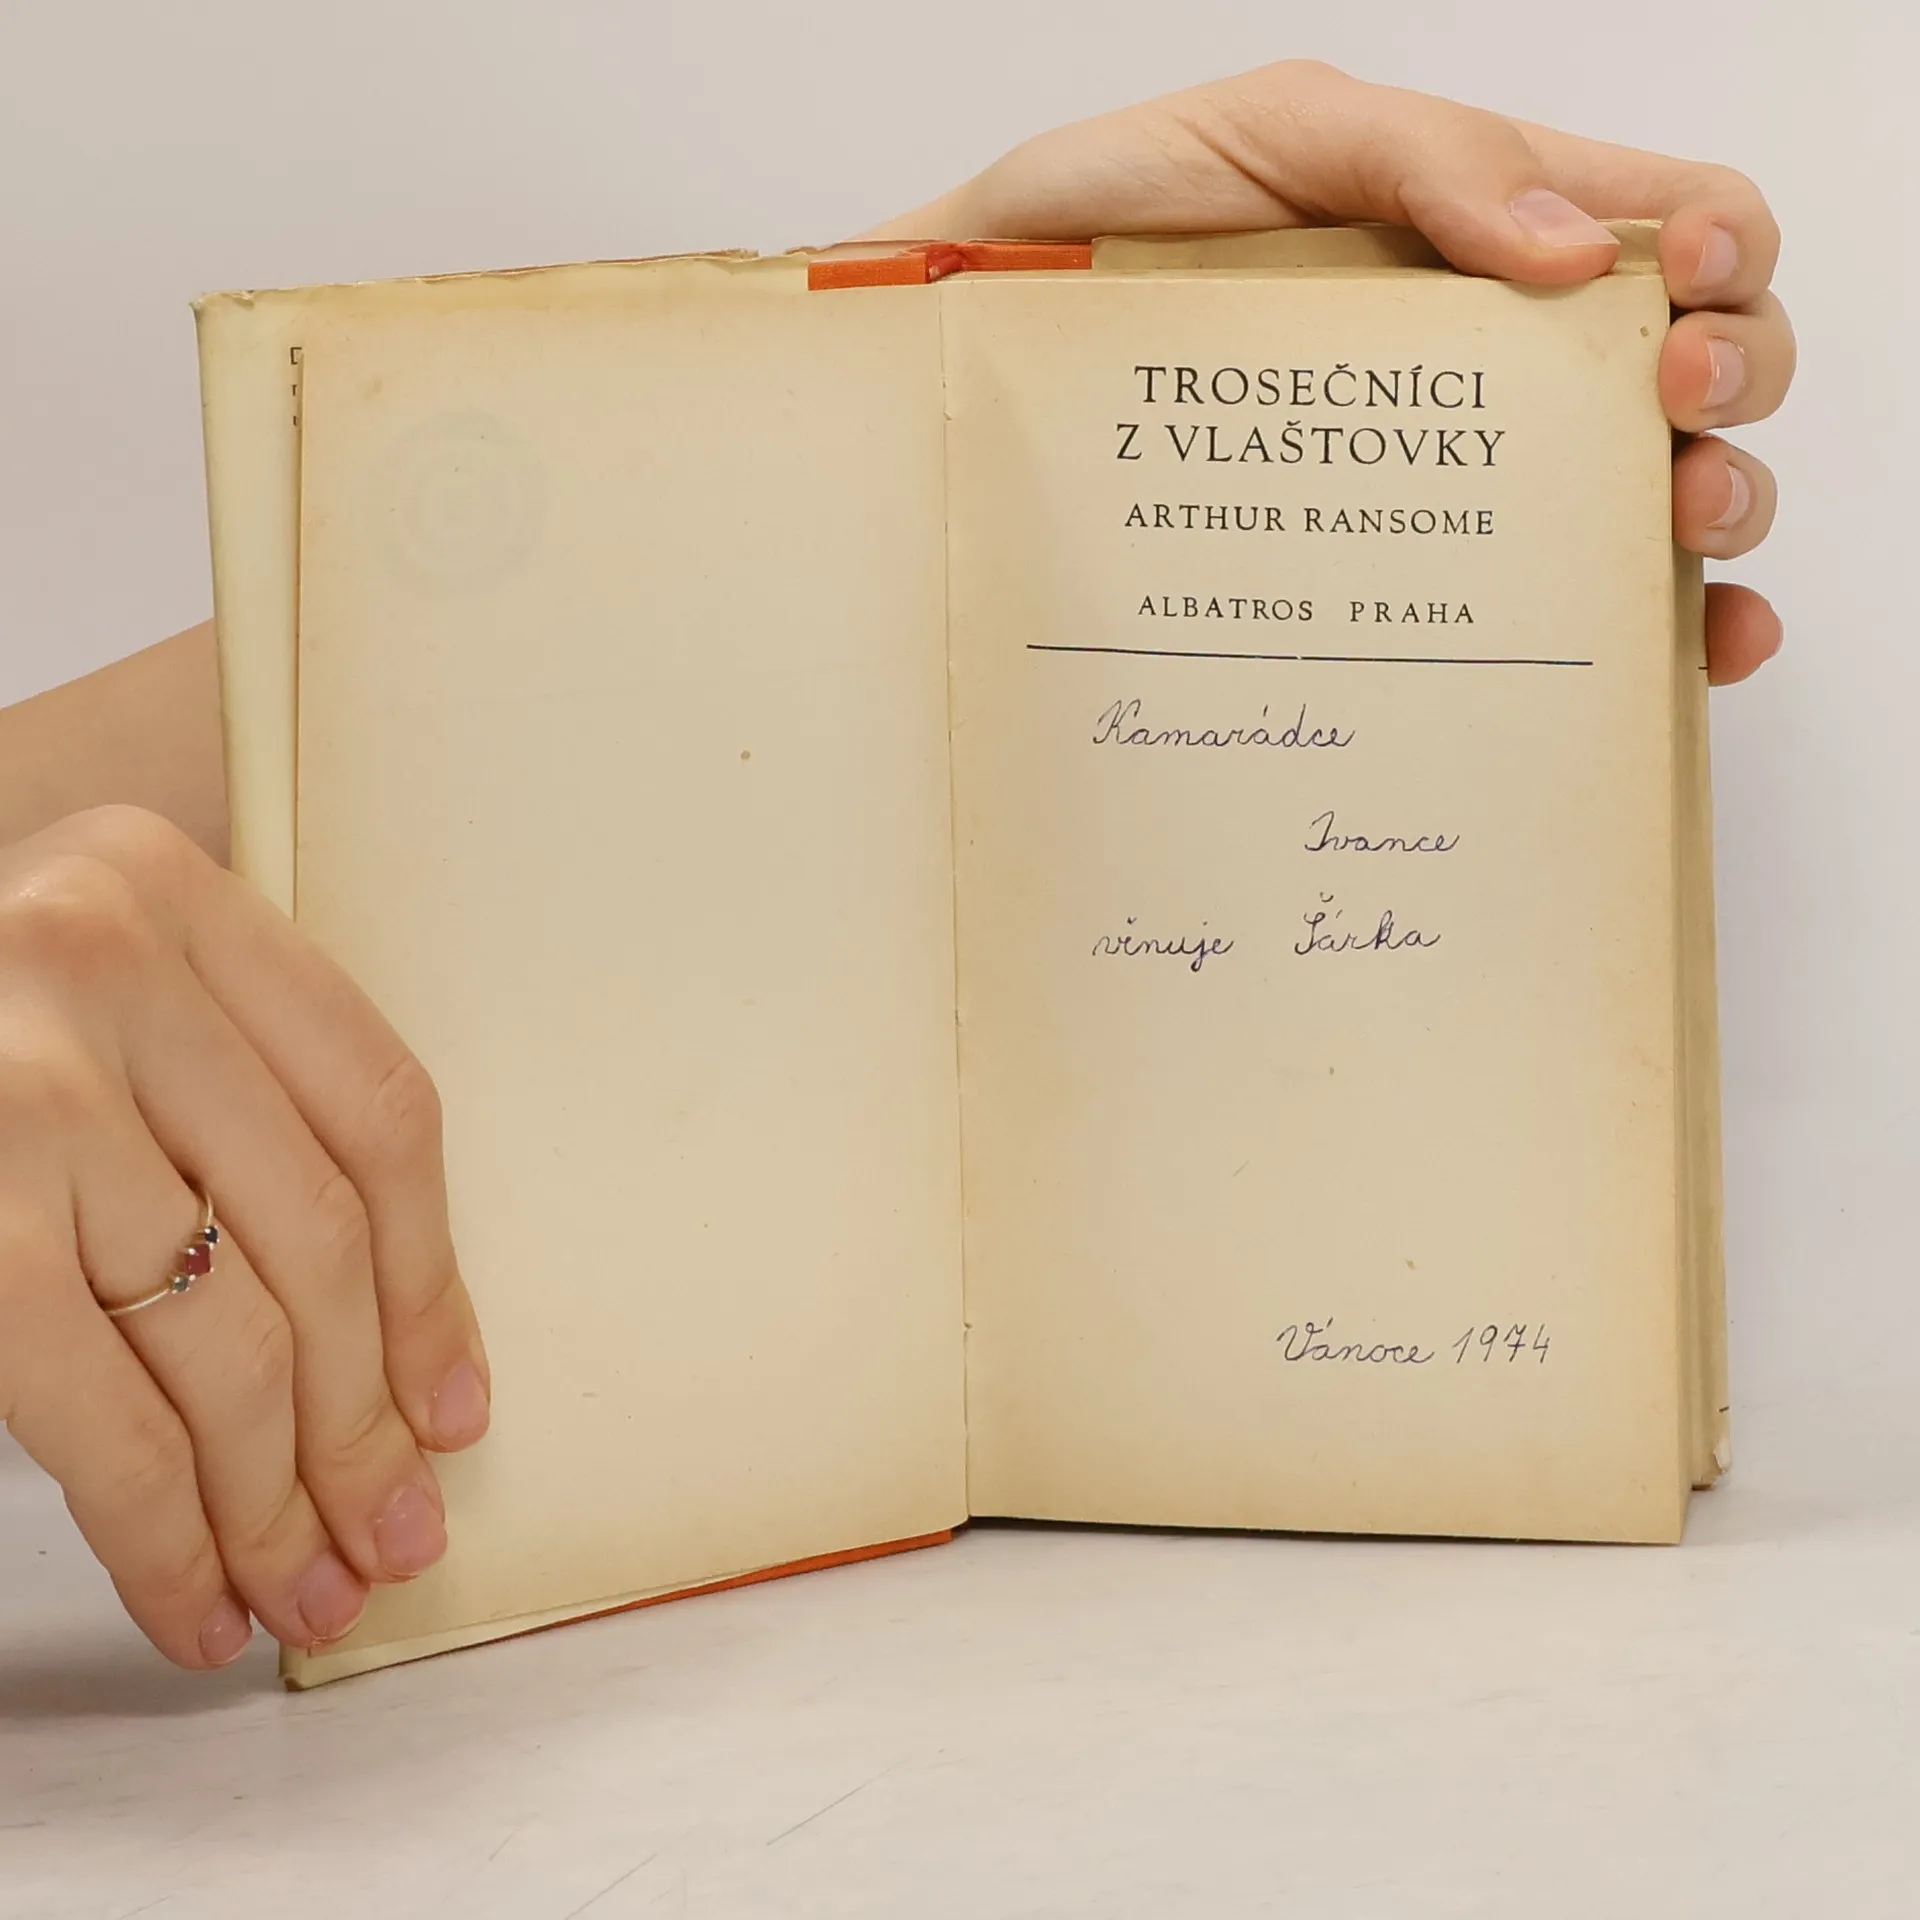 TROSEČNÍCI
Z VLAŠTOVKY
ARTHUR RANSOME
ALBATROS PRAHA
Kamarádce
Ivance
věnuje Šárka
Vánoce 1974